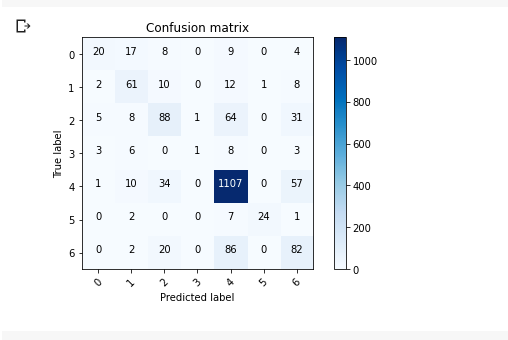 Confusion matrix
0 20 17 8 0 9 0 4
1 2 61 10 0 12 1 8
2 5 8 88 1 64 0 31
3 3 6 0 1 8 0 3
4 1 10 34 0 1107 0 57
5 0 2 0 0 7 24 1
6 0 2 20 0 86 0 82
0 1 2 3 4 5 6
True label
Predicted label
1000
800
600
400
200
0